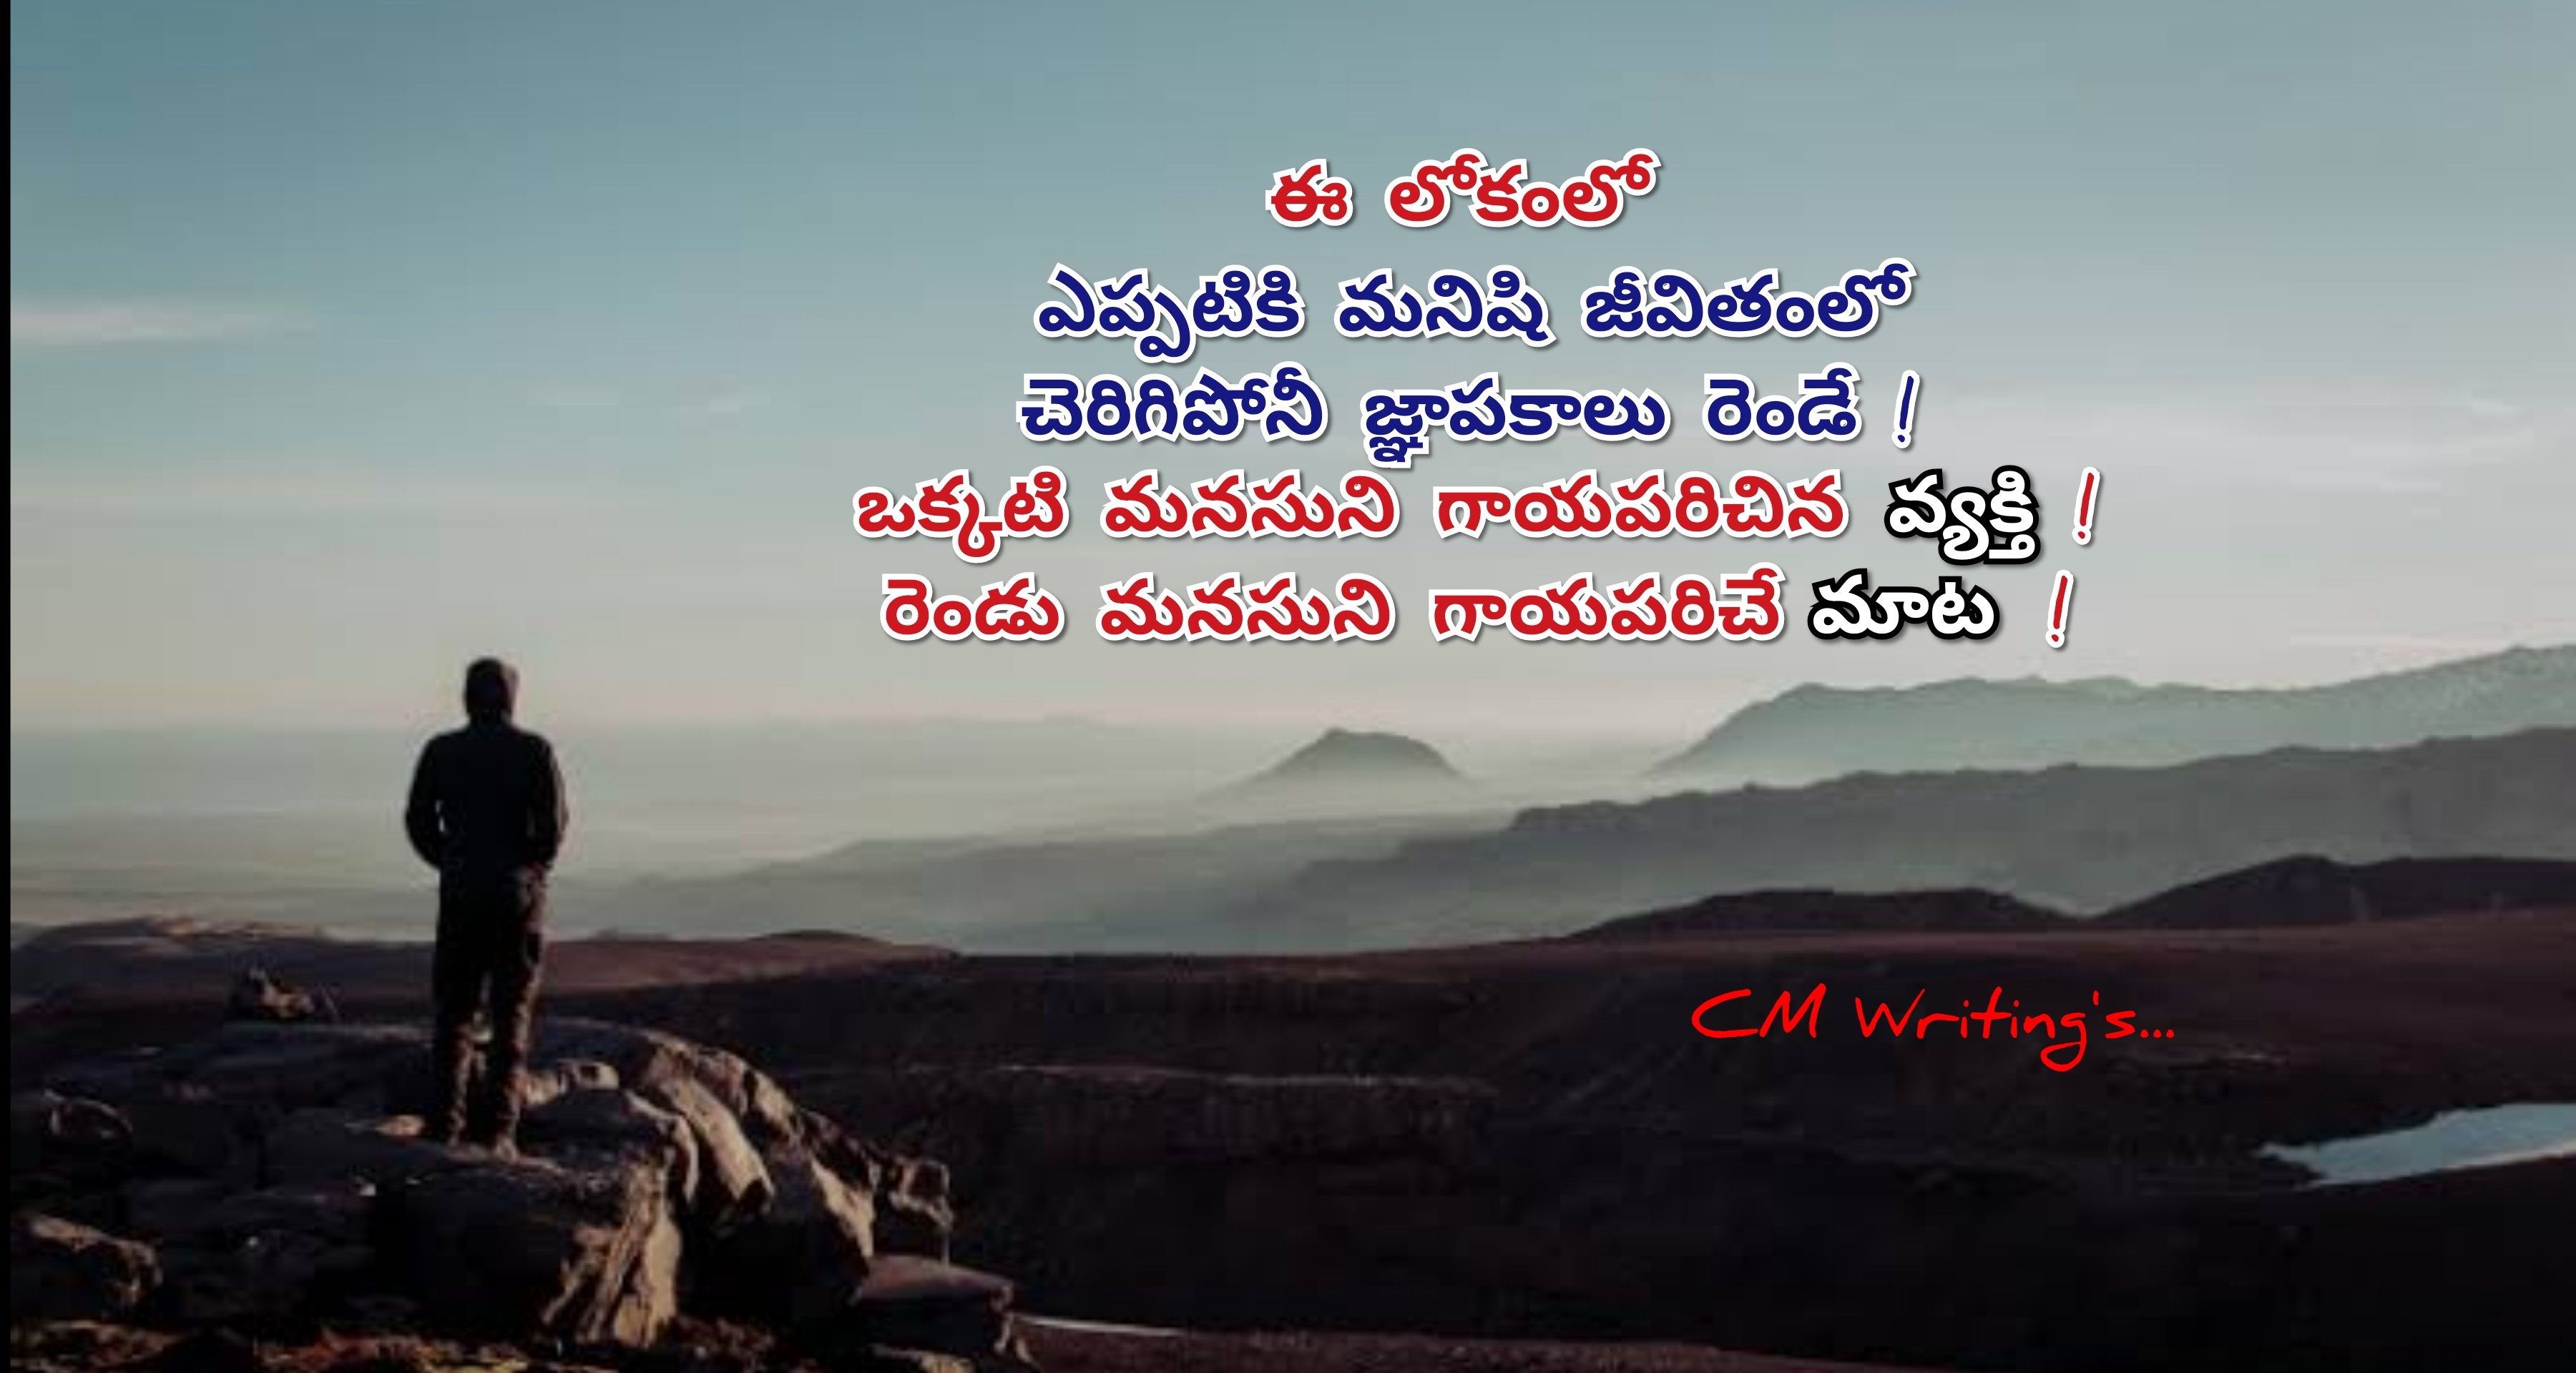 ఈ లోకంలో
ఎప్పటికి మనిషి జీవితంలో
చెరిగిపోనీ జ్ఞాపకాలు రెండే !
ఒక్కటి మనసుని గాయపరిచిన వ్యక్తి !
రెండు మనసుని గాయపరిచే మాట !
CM Writing's...